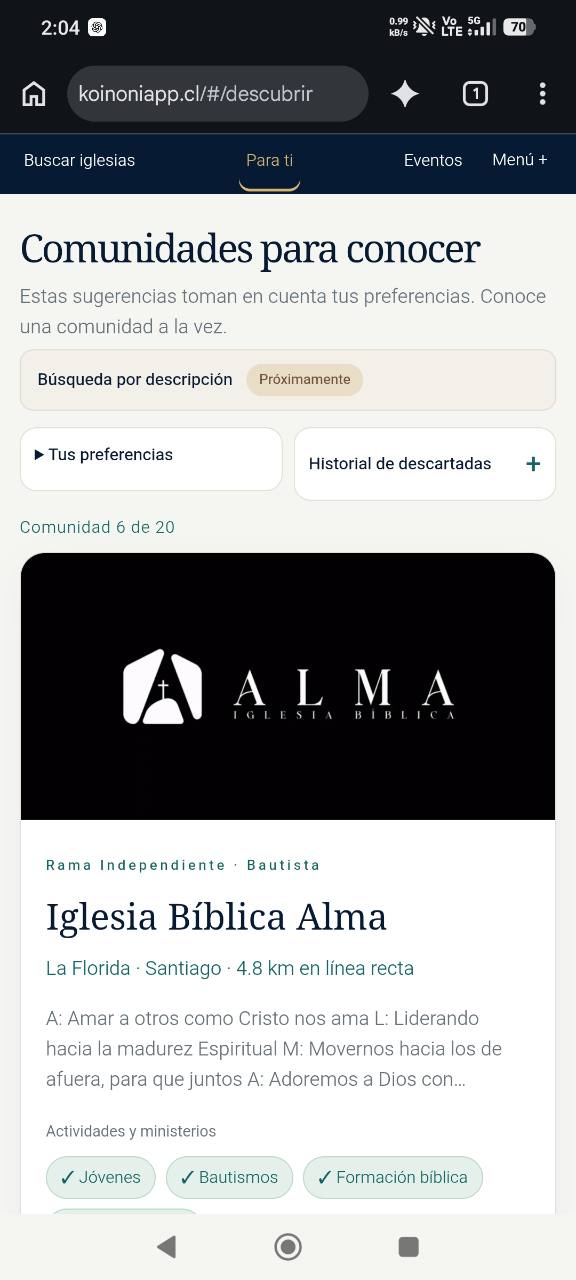 2:04
0.99
kB/s
Vo
LTE
5G
70
koinoniapp.cl/#/descubrir
1
Buscar iglesias
Para ti
Eventos
Menú +
Comunidades para conocer
Estas sugerencias toman en cuenta tus preferencias. Conoce
una comunidad a la vez.
Búsqueda por descripción
Próximamente
Tus preferencias
Historial de descartadas +
Comunidad 6 de 20
ALMA
IGLESIA BÍBLICA
Rama Independiente · Bautista
Iglesia Bíblica Alma
La Florida · Santiago · 4.8 km en línea recta
A: Amar a otros como Cristo nos ama L: Liderando
hacia la madurez Espiritual M: Movernos hacia los de
afuera, para que juntos A: Adoremos a Dios con…
Actividades y ministerios
✓ Jóvenes
✓ Bautismos
✓ Formación bíblica